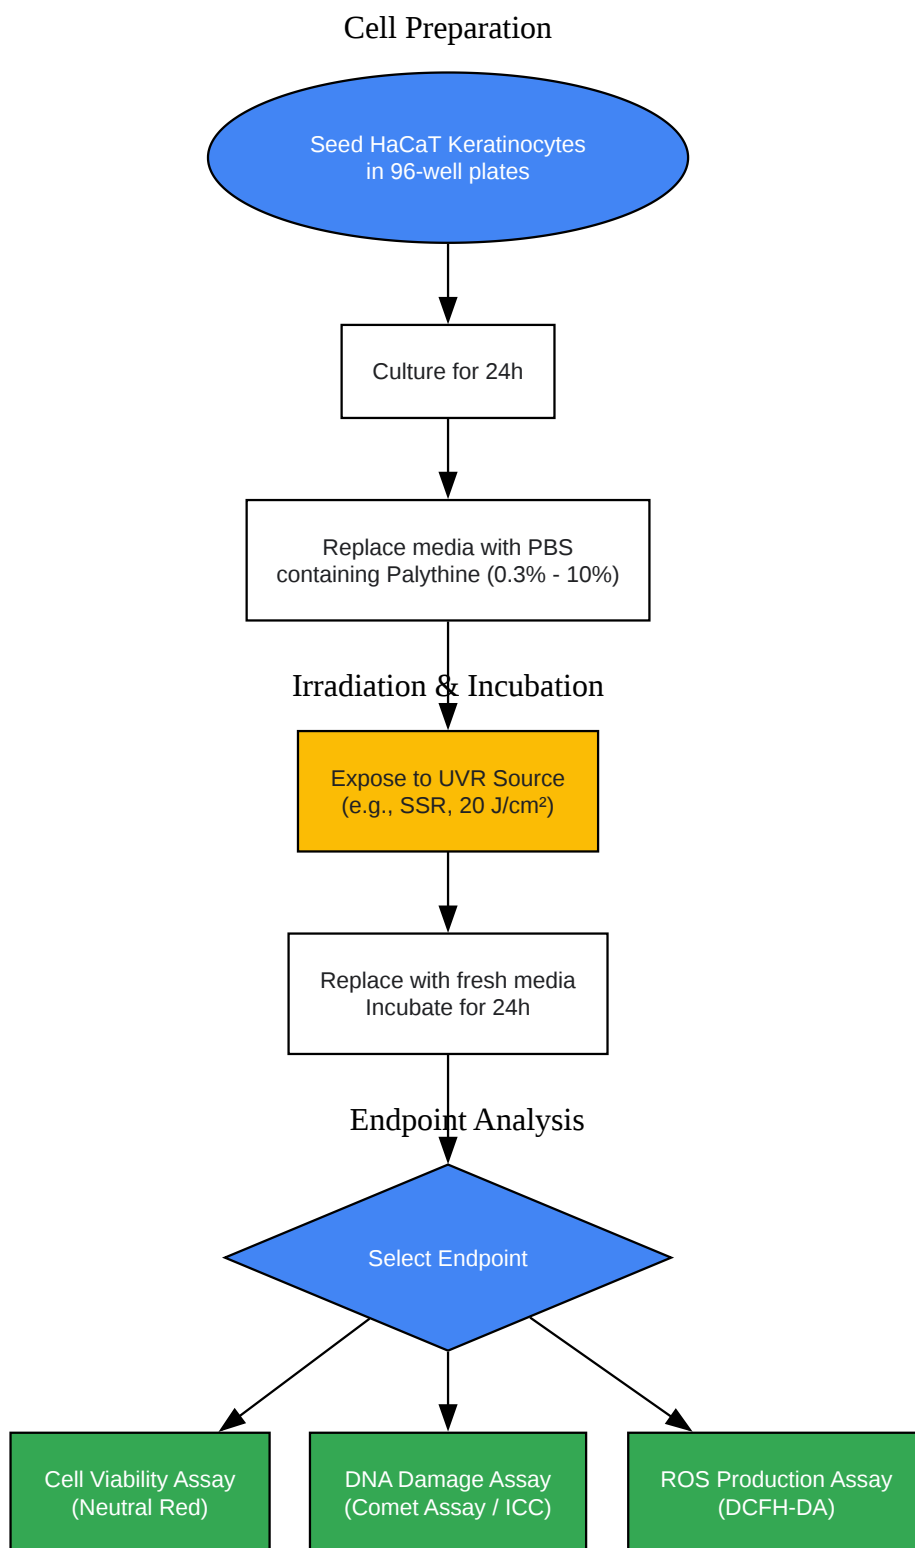 Cell Preparation
Seed HaCaT Keratinocytes
in 96-well plates
Culture for 24h
Replace media with PBS
containing Palythine (0.3% - 10%)
Irradiation & Incubation
Expose to UVR Source
(e.g., SSR, 20 J/cm²)
Replace with fresh media
Incubate for 24h
Endpoint Analysis
Select Endpoint
Cell Viability Assay
(Neutral Red)
DNA Damage Assay
(Comet Assay / ICC)
ROS Production Assay
(DCFH-DA)